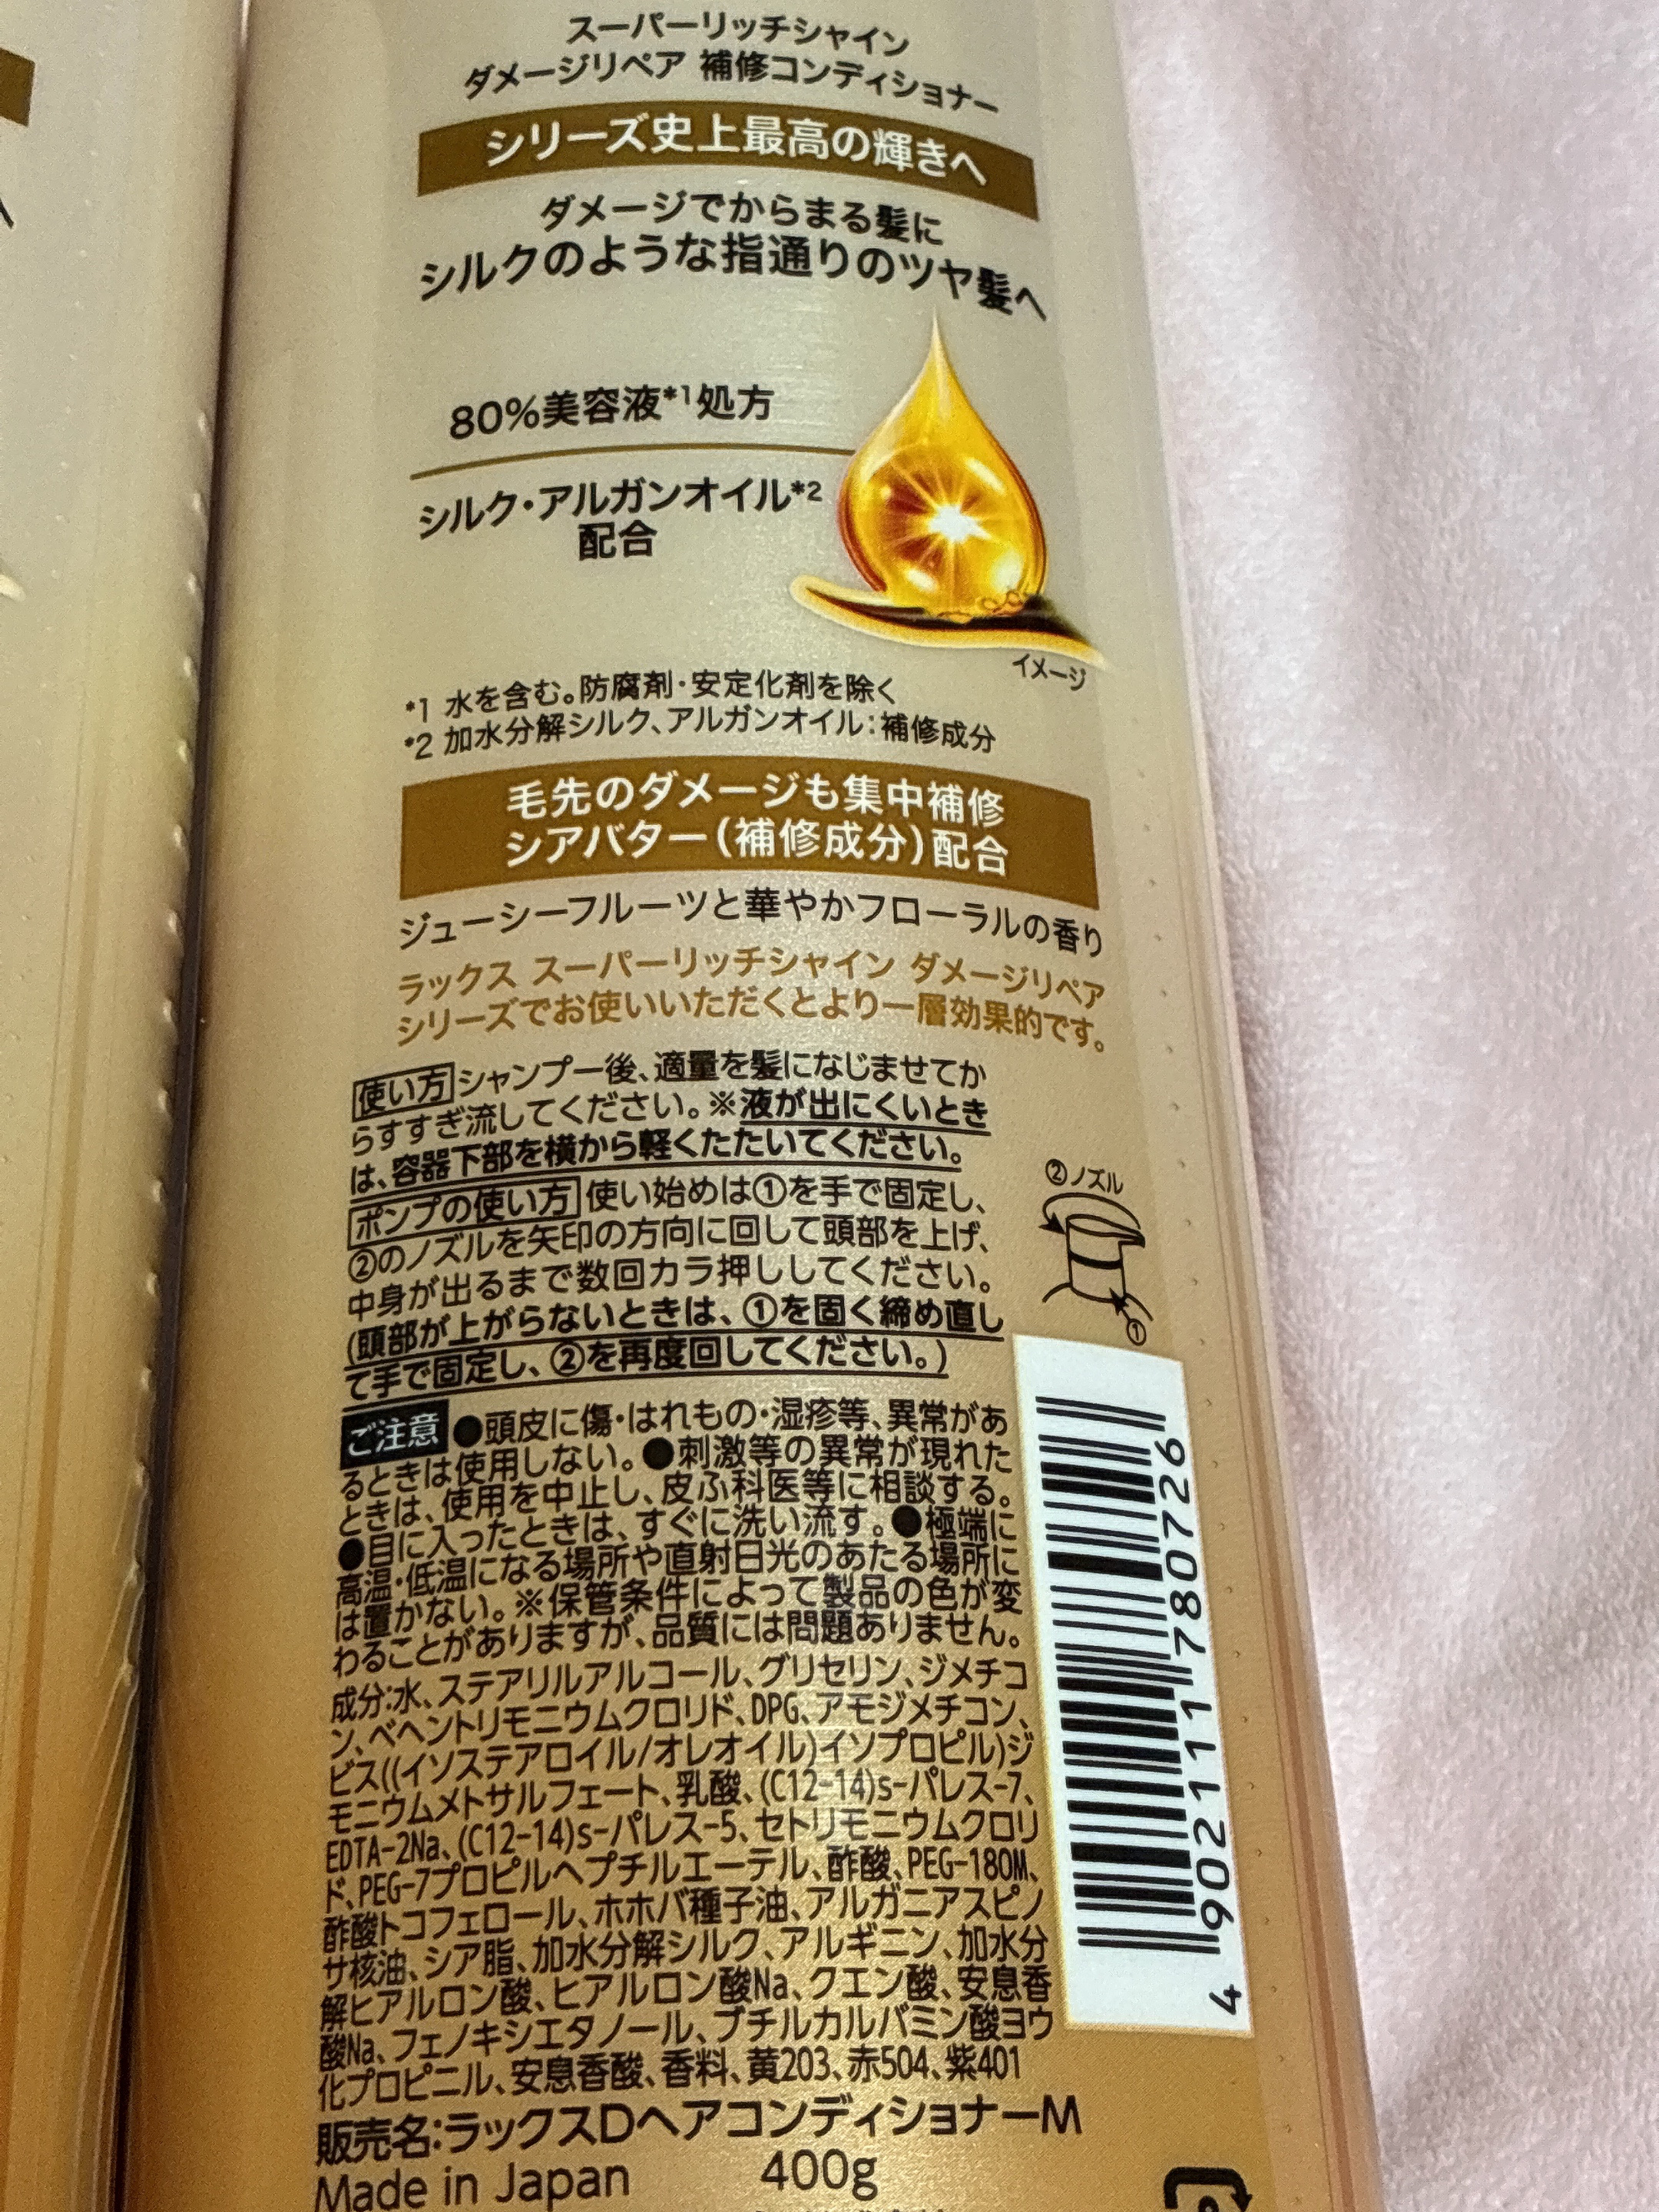 スーパーリッチシャイン
ダメージリペア 補修コンディショナー
シリーズ史上最高の輝きへ
ダメージでからまる髪に
シルクのような指通りのツヤ髪へ
80%美容液*1処方
シルク・アルガンオイル*2
配合
イメージ
*1 水を含む。防腐剤・安定化剤を除く
*2 加水分解シルク、アルガンオイル:補修成分
毛先のダメージも集中補修
シアバター(補修成分)配合
ジューシーフルーツと華やかフローラルの香り
ラックス スーパーリッチシャイン ダメージリペア
シリーズでお使いいただくとより一層効果的です。
使い方 シャンプー後、適量を髪になじませてか
らすすぎ流してください。※液が出にくいとき
は、容器下部を横から軽くたたいてください。
ポンプの使い方 使い始めは①を手で固定し、
②のノズルを矢印の方向に回して頭部を上げ、
中身が出るまで数回カラ押ししてください。
(頭部が上がらないときは、①を固く締め直し
て手で固定し、②を再度回してください。)
②ノズル
①
ご注意 ●頭皮に傷・はれもの・湿疹等、異常があ
るときは使用しない。●刺激等の異常が現れた
ときは、使用を中止し、皮ふ科医等に相談する。
●目に入ったときは、すぐに洗い流す。●極端に
高温・低温になる場所や直射日光のあたる場所に
は置かない。※保管条件によって製品の色が変
わることがありますが、品質には問題ありません。
成分:水、ステアリルアルコール、グリセリン、ジメチコ
ン、ベヘントリモニウムクロリド、DPG、アモジメチコン、
ビス((イソステアロイル/オレオイル)イソプロピル)ジ
モニウムメトサルフェート、乳酸、(C12-14)s-パレス-7、
EDTA-2Na、(C12-14)s-パレス-5、セトリモニウムクロリ
ド、PEG-7プロピルヘプチルエーテル、酢酸、PEG-180M、
酢酸トコフェロール、ホホバ種子油、アルガニアスピノ
サ核油、シア脂、加水分解シルク、アルギニン、加水分
解ヒアルロン酸、ヒアルロン酸Na、クエン酸、安息香
酸Na、フェノキシエタノール、ブチルカルバミン酸ヨウ
化プロピニル、安息香酸、香料、黄203、赤504、紫401
販売名:ラックスDヘアコンディショナーM
Made in Japan 400g
4 902111 780726